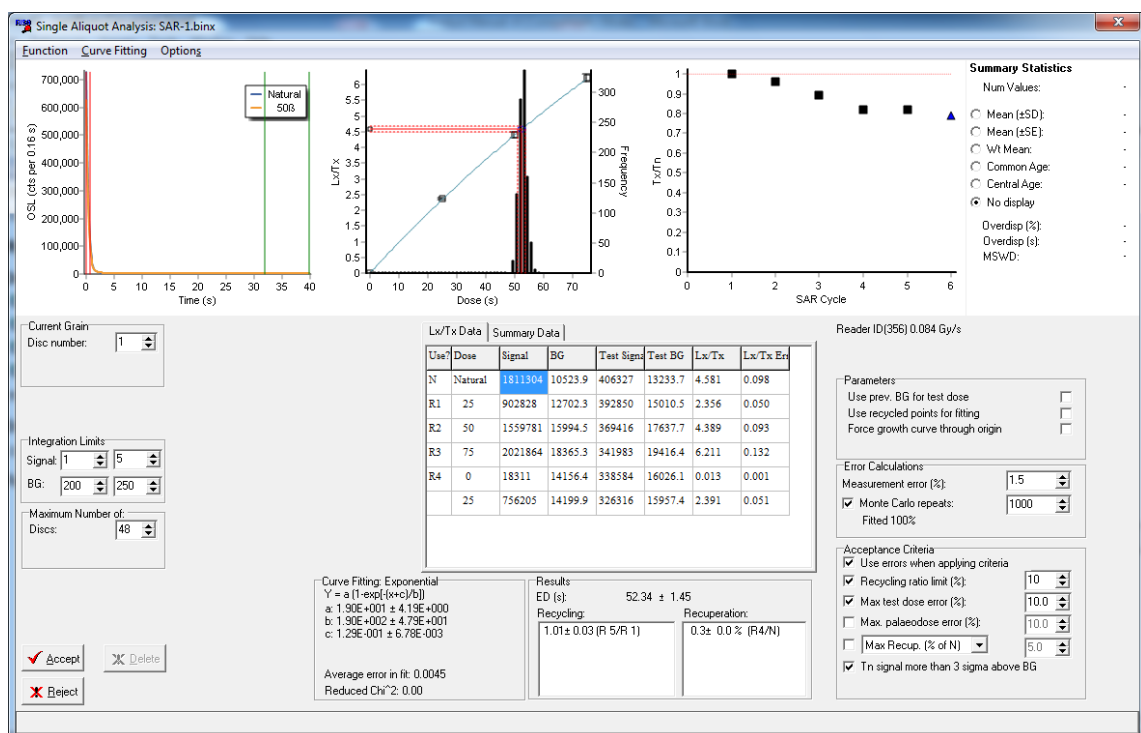 Single Aliquot Analysis: SAR-1.binx
Function Curve Fitting Options
700,000
600,000
500,000
400,000
300,000
200,000
100,000
0
OSL (cts per 0.16 s)
0 5 10 15 20 25 30 35 40
Time (s)
Natural
50ß
6
5.5
5
4.5
4
3.5
3
2.5
2
1.5
1
0.5
0
Lx/Tx
0 10 20 30 40 50 60 70
Dose (s)
300
250
200
150
100
50
0
Frequency
1
0.9
0.8
0.7
0.6
0.5
0.4
0.3
0.2
0.1
0
Tx/Tn
0 1 2 3 4 5 6
SAR Cycle
Summary Statistics
Num Values: -
Mean (±SD): -
Mean (±SE): -
Wt Mean: -
Common Age: -
Central Age: -
No display
Overdisp (%): -
Overdisp (s): -
MSWD: -
Current Grain
Disc number: 1
Integration Limits
Signal: 1 5
BG: 200 250
Maximum Number of:
Discs: 48
Accept Delete
Reject
Lx/Tx Data Summary Data
Use? Dose Signal BG Test Signa Test BG Lx/Tx Lx/Tx Err
N Natural 1811304 10523.9 406327 13233.7 4.581 0.098
R1 25 902828 12702.3 392850 15010.5 2.356 0.050
R2 50 1559781 15994.5 369416 17637.7 4.389 0.093
R3 75 2021864 18365.3 341983 19416.4 6.211 0.132
R4 0 18311 14156.4 338584 16026.1 0.013 0.001
25 756205 14199.9 326316 15957.4 2.391 0.051
Curve Fitting: Exponential
Y = a (1-exp[-(x+c)/b])
a: 1.90E+001 ± 4.19E+000
b: 1.90E+002 ± 4.79E+001
c: 1.29E-001 ± 6.78E-003
Average error in fit: 0.0045
Reduced Chi^2: 0.00
Results
ED (s): 52.34 ± 1.45
Recycling: Recuperation:
1.01± 0.03 (R 5/R 1) 0.3± 0.0 % (R4/N)
Reader ID(356) 0.084 Gy/s
Parameters
Use prev. BG for test dose
Use recycled points for fitting
Force growth curve through origin
Error Calculations
Measurement error (%): 1.5
Monte Carlo repeats: 1000
Fitted 100%
Acceptance Criteria
Use errors when applying criteria
Recycling ratio limit (%): 10
Max test dose error (%): 10.0
Max. palaeodose error (%): 10.0
Max Recup. (% of N) 5.0
Tn signal more than 3 sigma above BG